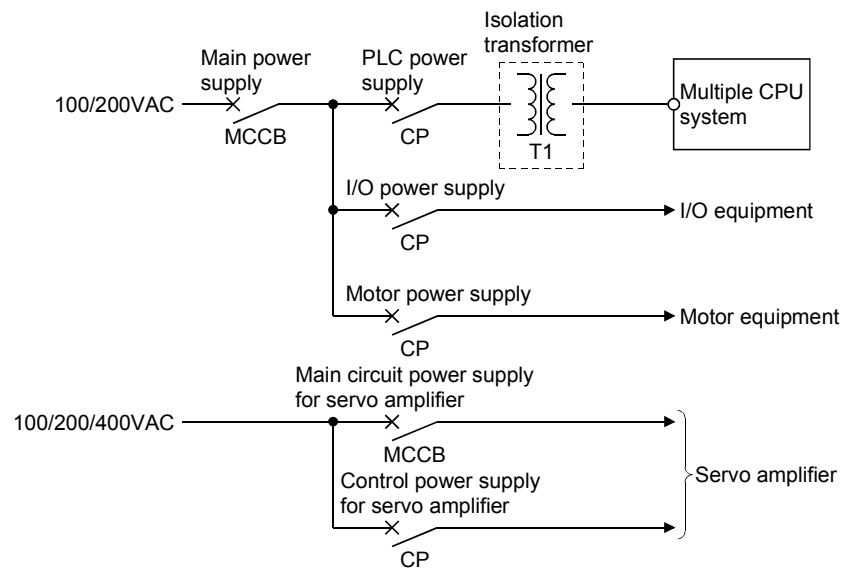 Isolation
transformer
Main power
supply
PLC power
supply
100/200VAC
MCCB
CP
T1
Multiple CPU
system
I/O power supply
CP
I/O equipment
Motor power supply
CP
Motor equipment
Main circuit power supply
for servo amplifier
100/200/400VAC
MCCB
Control power supply
for servo amplifier
CP
Servo amplifier